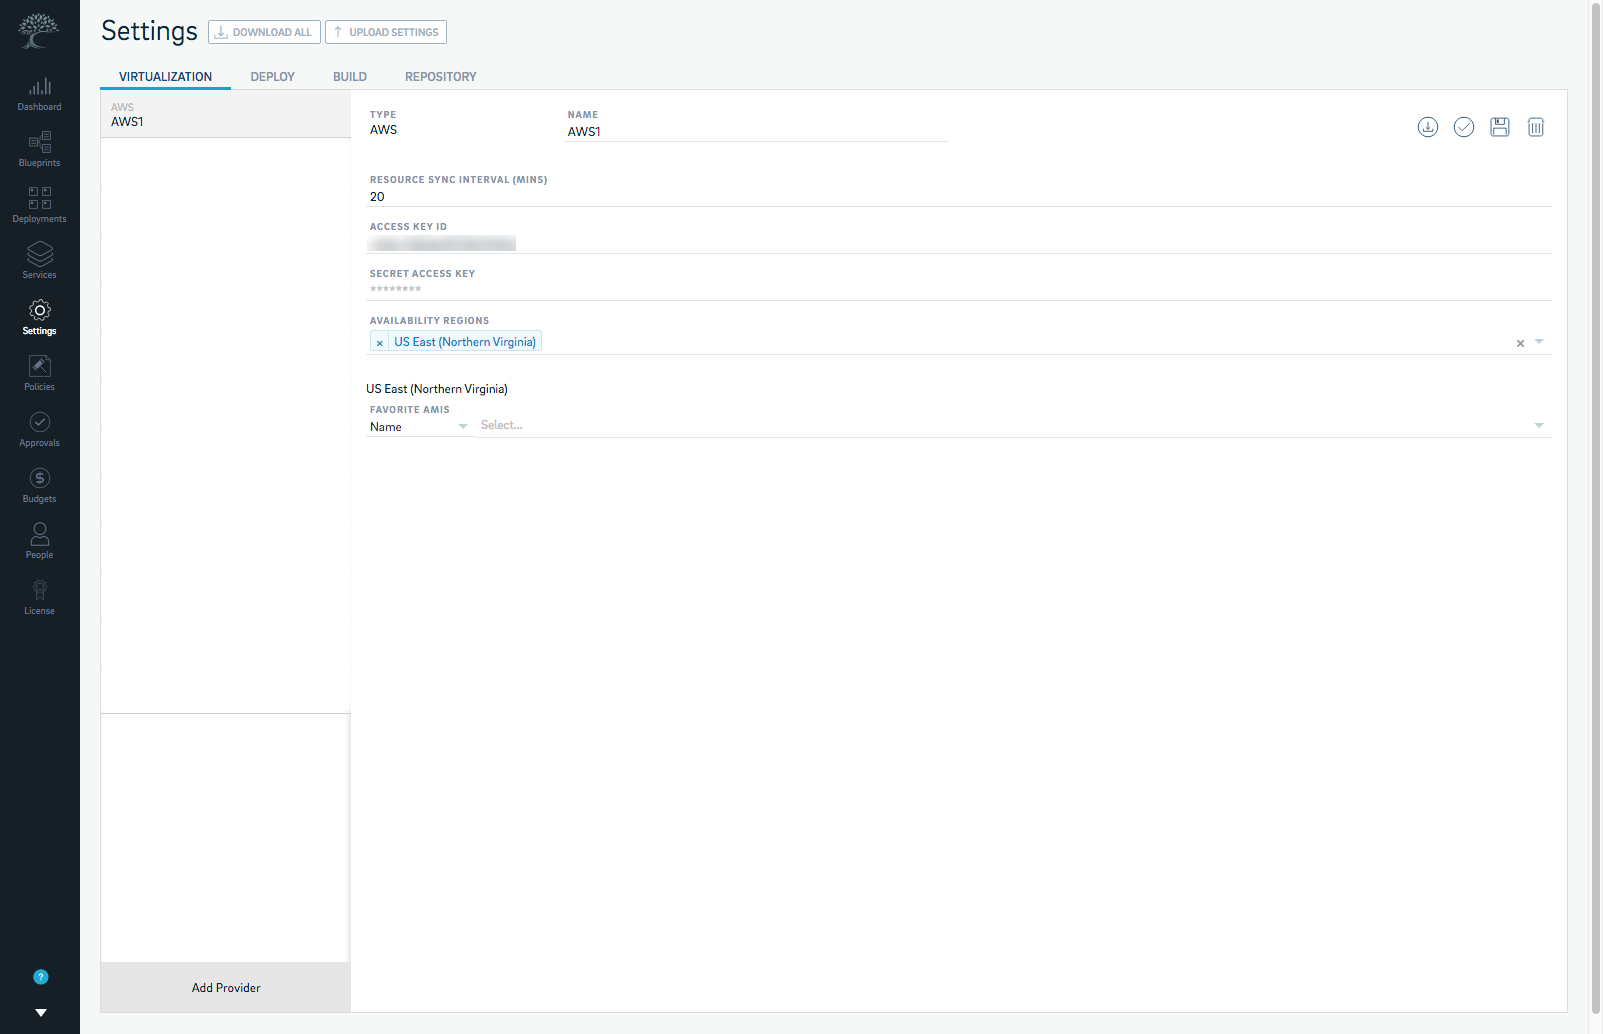 Settings
DOWNLOAD ALL
UPLOAD SETTINGS
VIRTUALIZATION
DEPLOY
BUILD
REPOSITORY
Dashboard
Blueprints
Deployments
Services
Settings
Policies
Approvals
$
Budgets
People
License
?
AWS
AWS1
Add Provider
TYPE
AWS
NAME
AWS1
RESOURCE SYNC INTERVAL (MINS)
20
ACCESS KEY ID
SECRET ACCESS KEY
********
AVAILABILITY REGIONS
× US East (Northern Virginia)
×
US East (Northern Virginia)
FAVORITE AMIS
Name
Select...